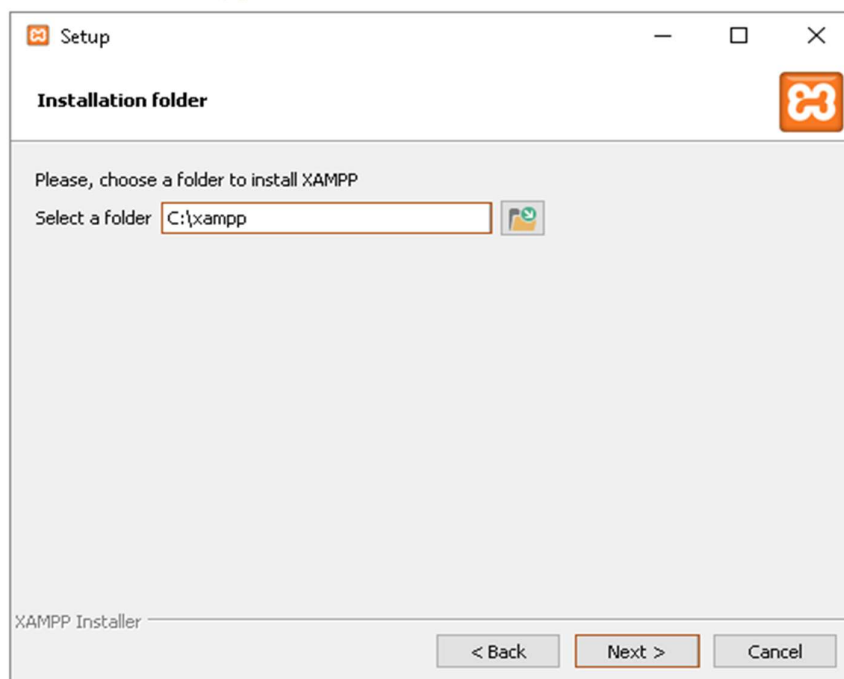 Setup
Installation folder
Please, choose a folder to install XAMPP
Select a folder C:\xampp
XAMPP Installer
< Back Next > Cancel